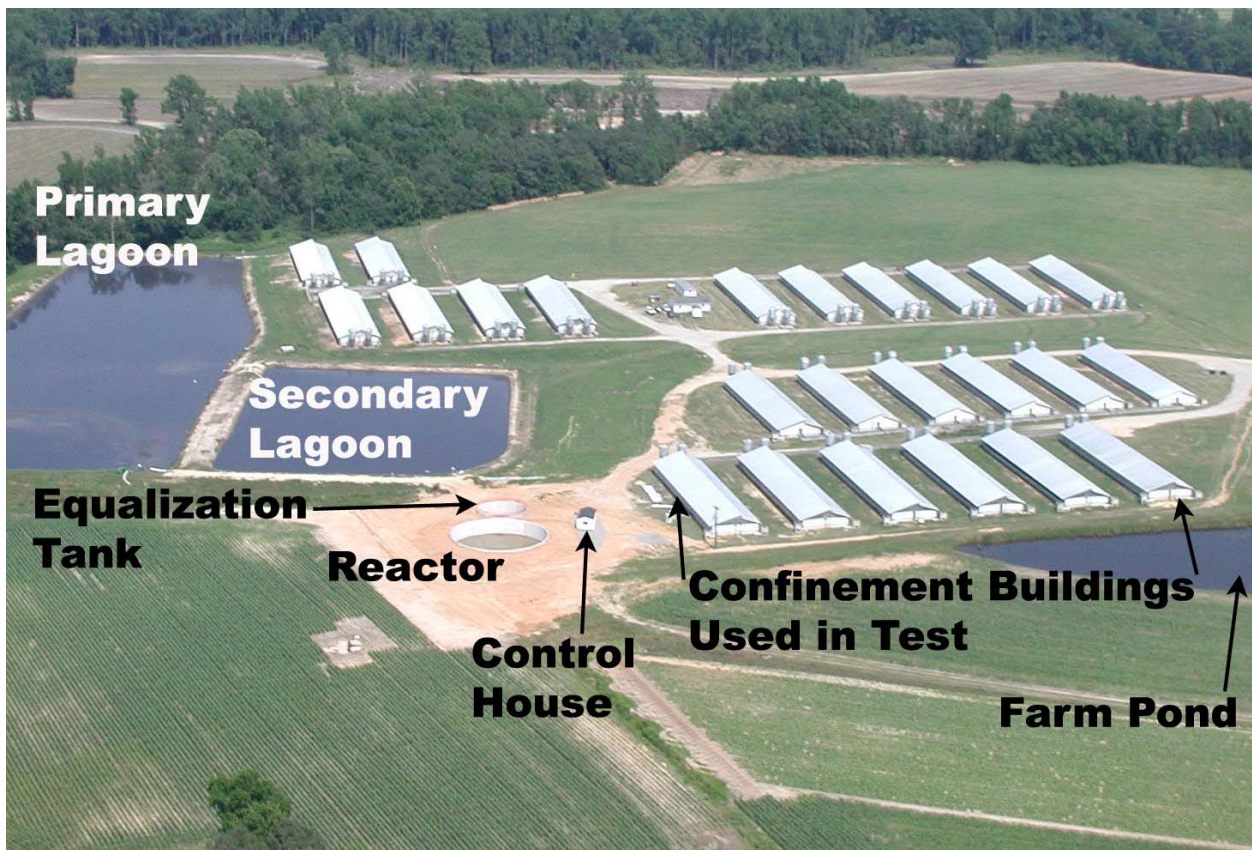 Primary
Lagoon
Secondary
Lagoon
Equalization
Tank
Reactor
Control
House
Confinement Buildings
Used in Test
Farm Pond